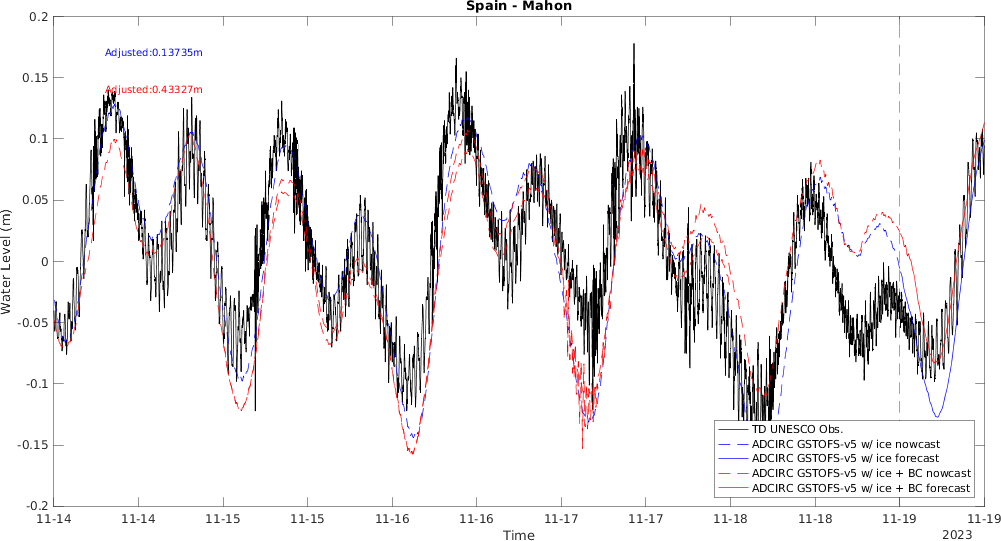 Spain - Mahon
Adjusted:0.13735m
Adjusted:0.43327m
Water Level (m)
0.2
0.15
0.1
0.05
0
-0.05
-0.1
-0.15
-0.2
TD UNESCO Obs.
ADCIRC GSTOFS-v5 w/ ice nowcast
ADCIRC GSTOFS-v5 w/ ice forecast
ADCIRC GSTOFS-v5 w/ ice + BC nowcast
ADCIRC GSTOFS-v5 w/ ice + BC forecast
11-14 11-14 11-15 11-15 11-16 11-16 11-17 11-17 11-18 11-18 11-19 11-19
Time
2023